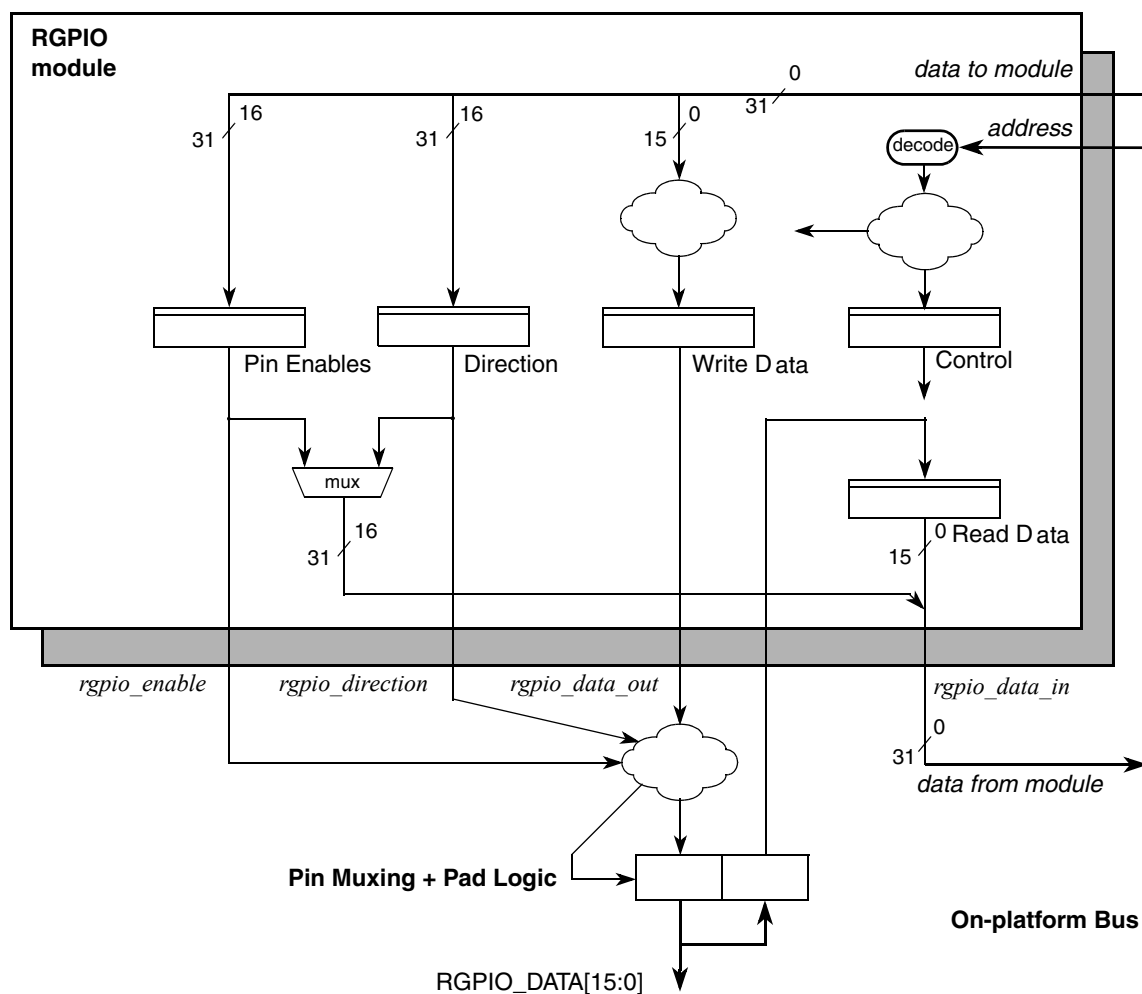 RGPIO
module
data to module
0
31
16
31
16
31
0
15
address
decode
Pin Enables
Direction
Write Data
Control
mux
16
31
0
15
Read Data
rgpio_enable
rgpio_direction
rgpio_data_out
rgpio_data_in
0
31
data from module
Pin Muxing + Pad Logic
On-platform Bus
RGPIO_DATA[15:0]